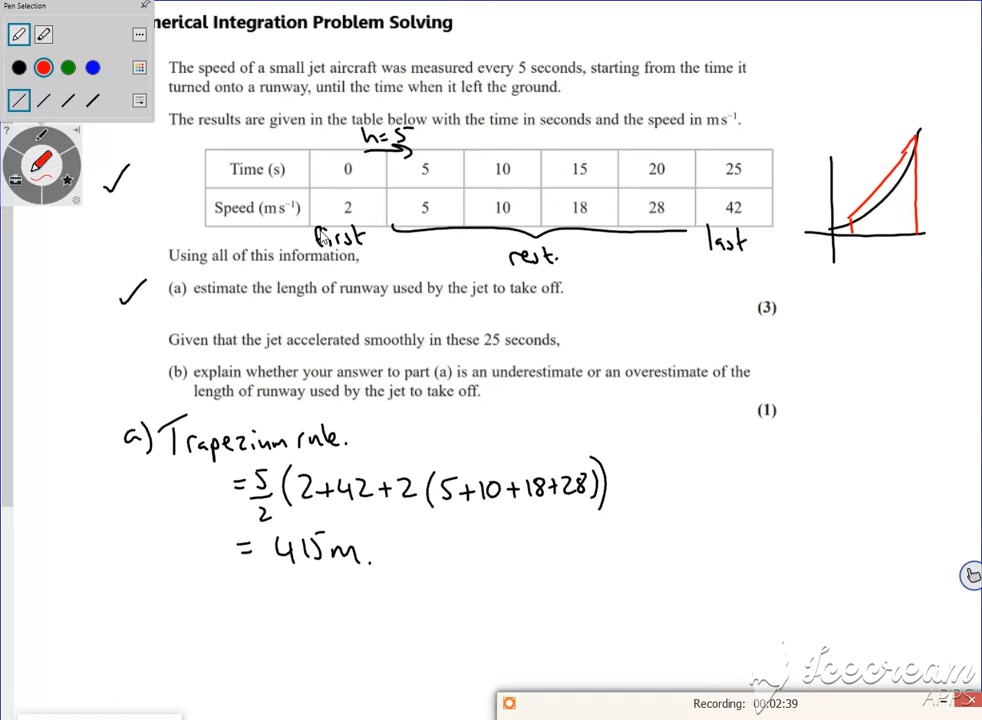 Pen Selection
nerical Integration Problem Solving
The speed of a small jet aircraft was measured every 5 seconds, starting from the time it
turned onto a runway, until the time when it left the ground.
The results are given in the table below with the time in seconds and the speed in m s⁻¹.
h=5
Time (s) 0 5 10 15 20 25
Speed (m s⁻¹) 2 5 10 18 28 42
first rest. last
Using all of this information,
(a) estimate the length of runway used by the jet to take off.
(3)
Given that the jet accelerated smoothly in these 25 seconds,
(b) explain whether your answer to part (a) is an underestimate or an overestimate of the
length of runway used by the jet to take off.
(1)
a) Trapezium rule.
= 5/2 (2+42+2(5+10+18+28))
= 415m.
Icecream
APPS
Recording: 00:02:39